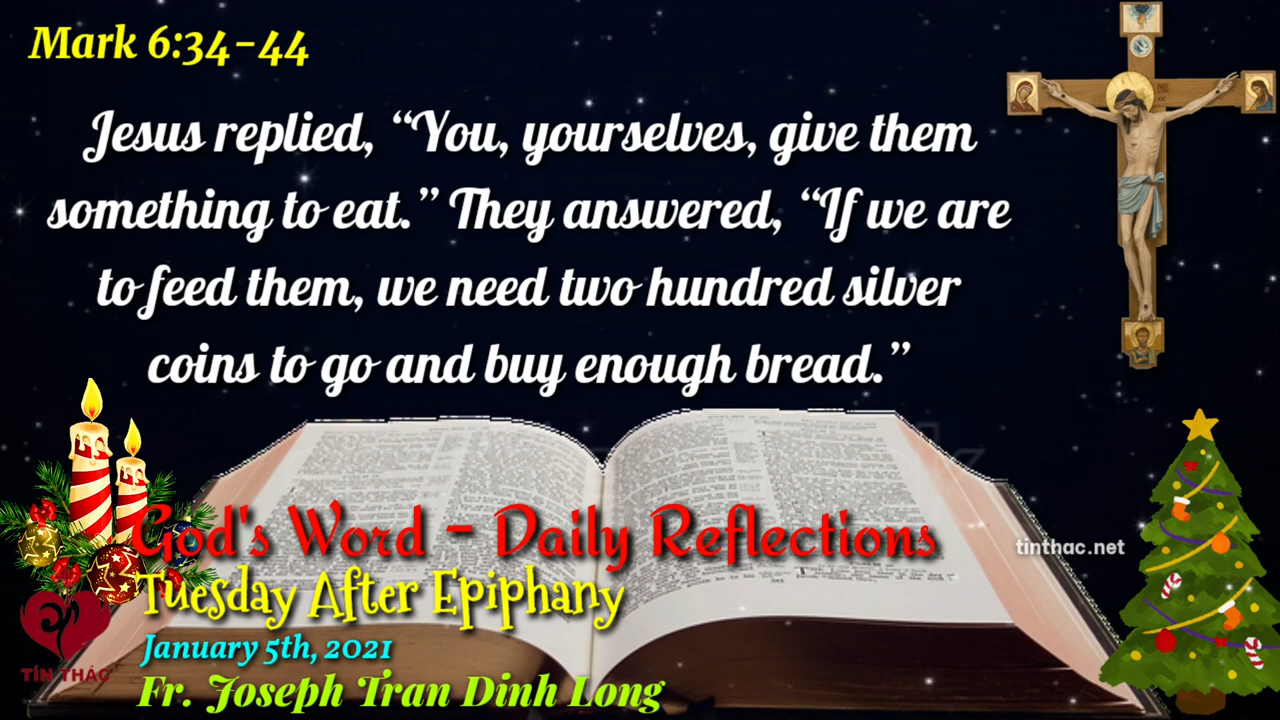 Mark 6:34-44
Jesus replied, “You, yourselves, give them
something to eat.” They answered, “If we are
to feed them, we need two hundred silver
coins to go and buy enough bread.”
God's Word - Daily Reflections
tinthac.net
Tuesday After Epiphany
January 5th, 2021
TÍN THÁC
Fr. Joseph Tran Dinh Long